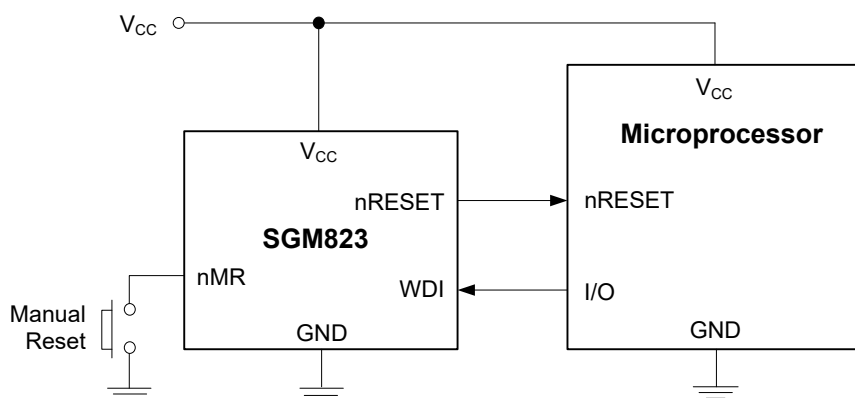 VCC
VCC
Microprocessor
VCC
nRESET
nRESET
SGM823
nMR
WDI
I/O
Manual
Reset
GND
GND